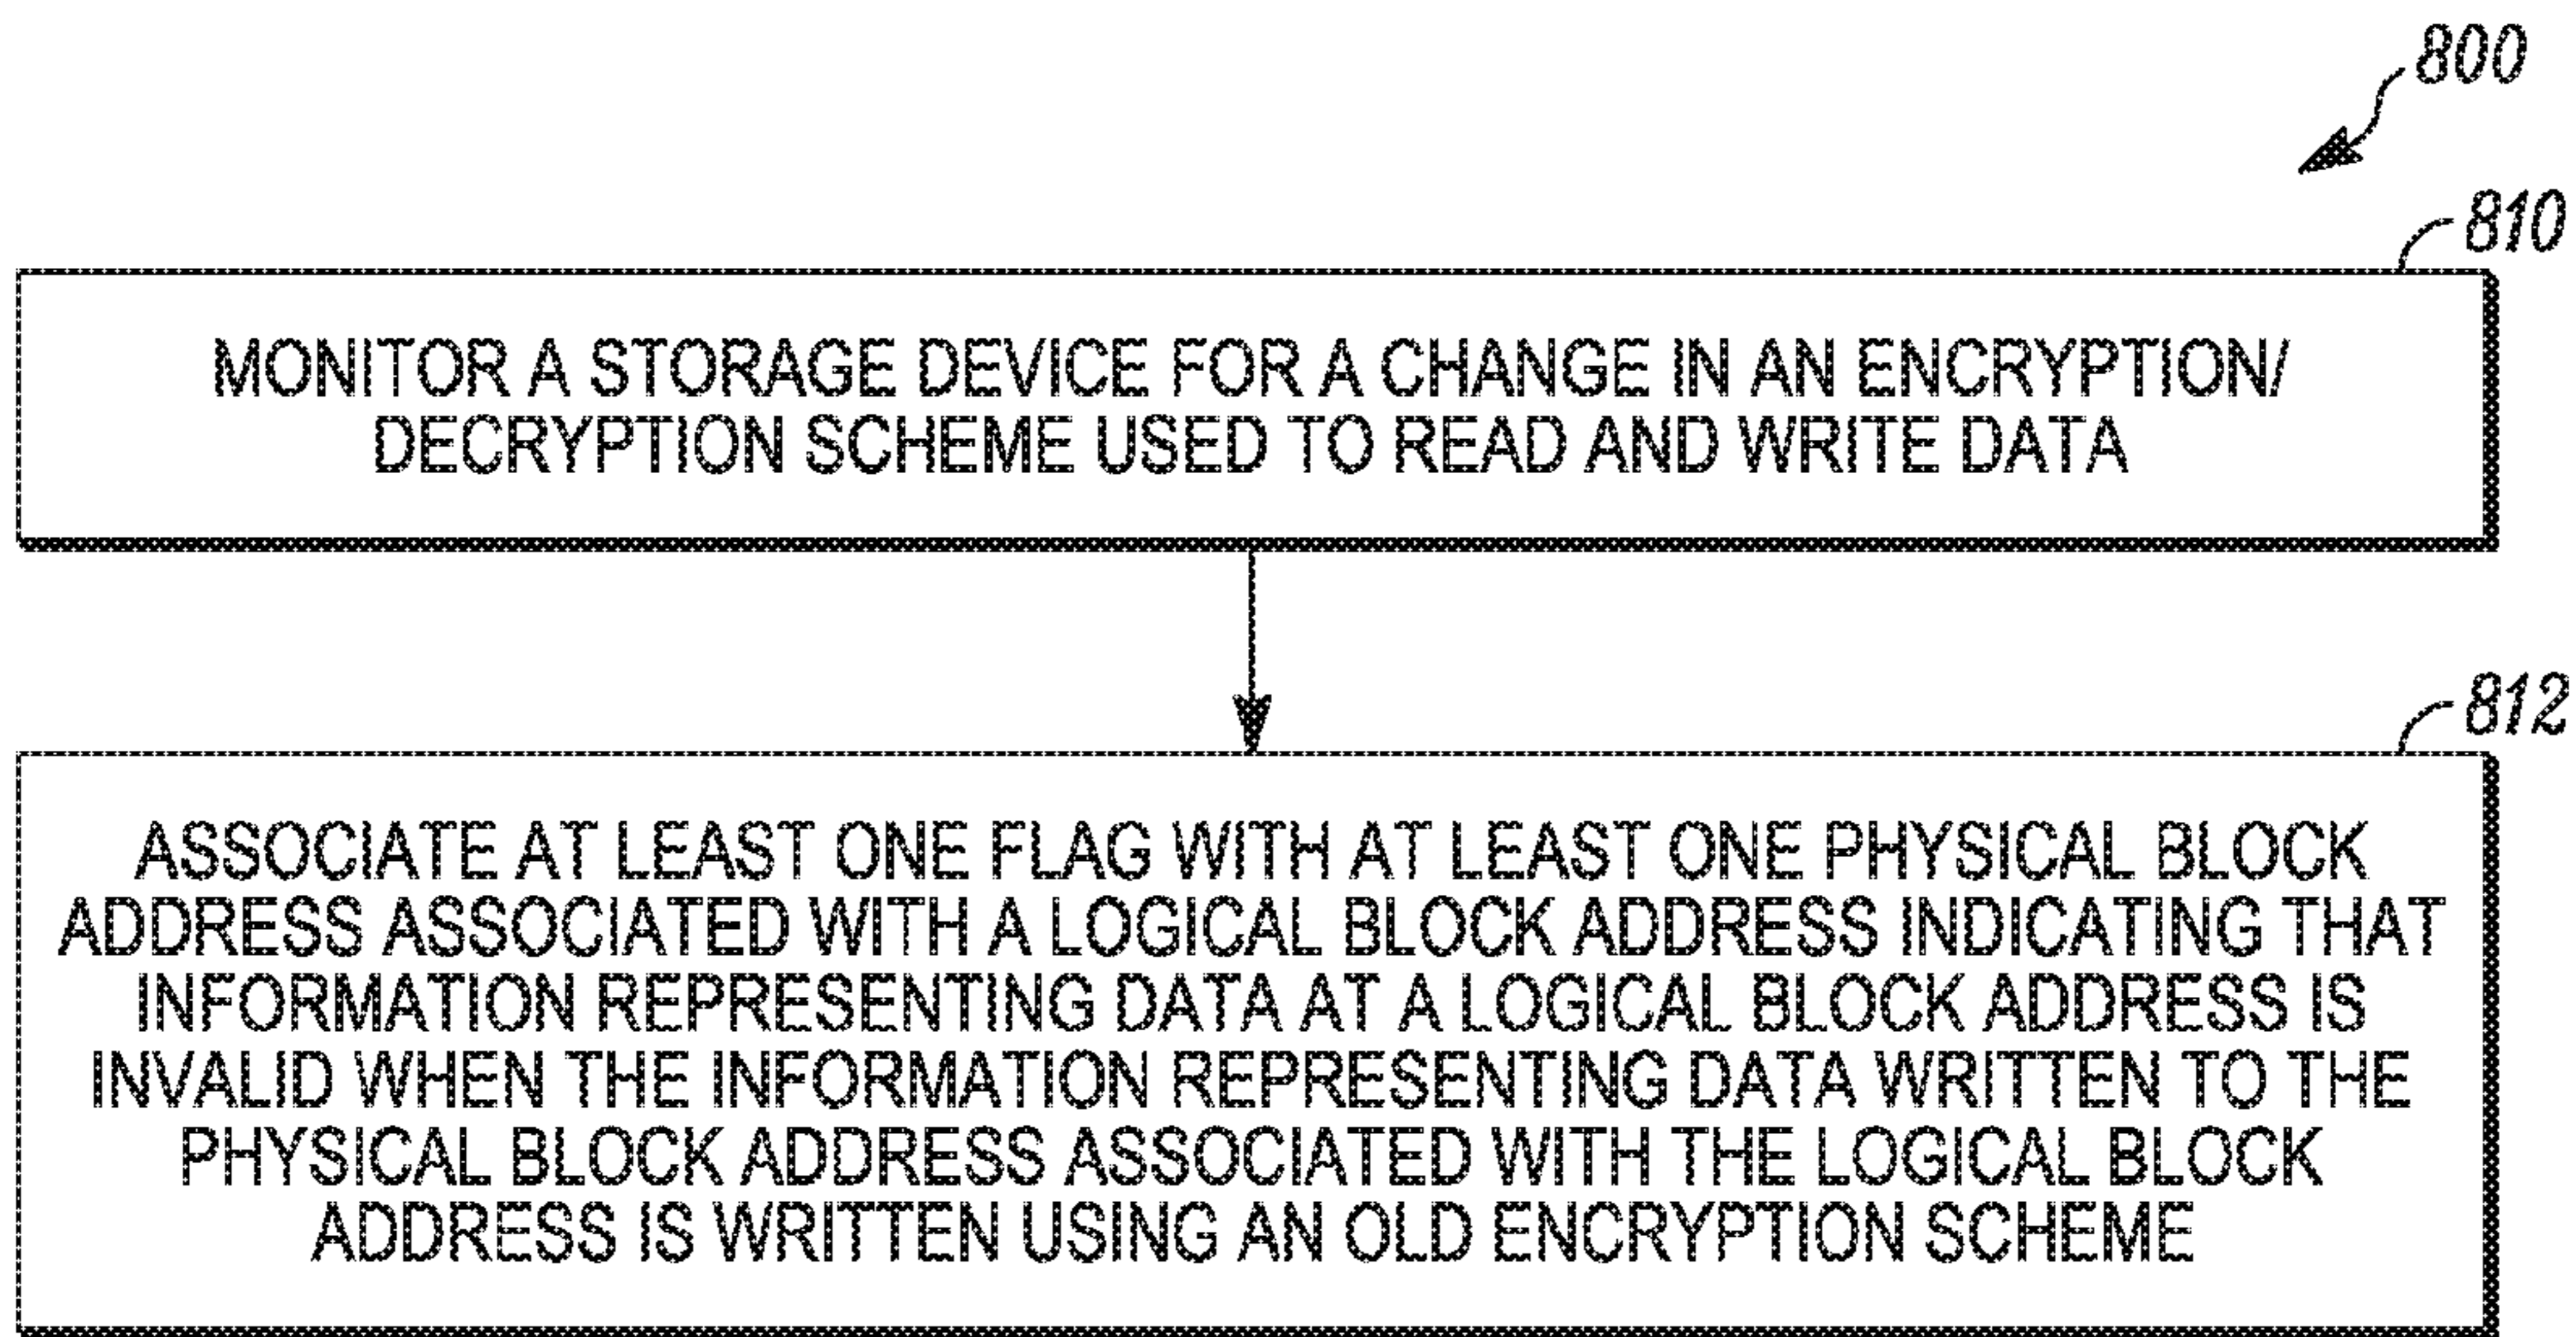 800
810
MONITOR A STORAGE DEVICE FOR A CHANGE IN AN ENCRYPTION/
DECRYPTION SCHEME USED TO READ AND WRITE DATA
812
ASSOCIATE AT LEAST ONE FLAG WITH AT LEAST ONE PHYSICAL BLOCK
ADDRESS ASSOCIATED WITH A LOGICAL BLOCK ADDRESS INDICATING THAT
INFORMATION REPRESENTING DATA AT A LOGICAL BLOCK ADDRESS IS
INVALID WHEN THE INFORMATION REPRESENTING DATA WRITTEN TO THE
PHYSICAL BLOCK ADDRESS ASSOCIATED WITH THE LOGICAL BLOCK
ADDRESS IS WRITTEN USING AN OLD ENCRYPTION SCHEME